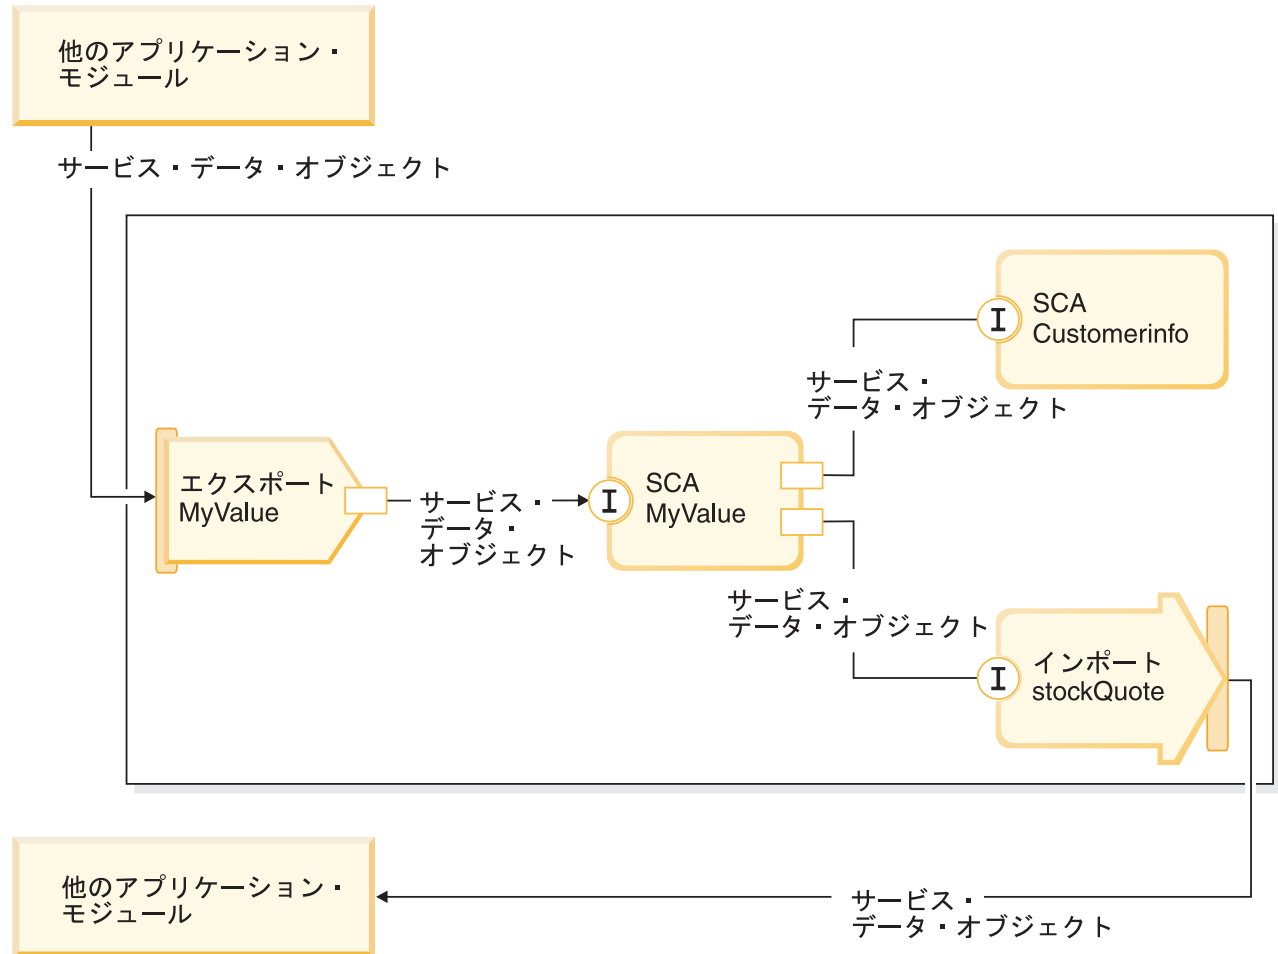 他のアプリケーション・
モジュール
サービス・データ・オブジェクト
SCA
Customerinfo
サービス・
データ・オブジェクト
エクスポート
MyValue
サービス・
データ・
オブジェクト
SCA
MyValue
サービス・
データ・オブジェクト
インポート
stockQuote
他のアプリケーション・
モジュール
サービス・
データ・オブジェクト